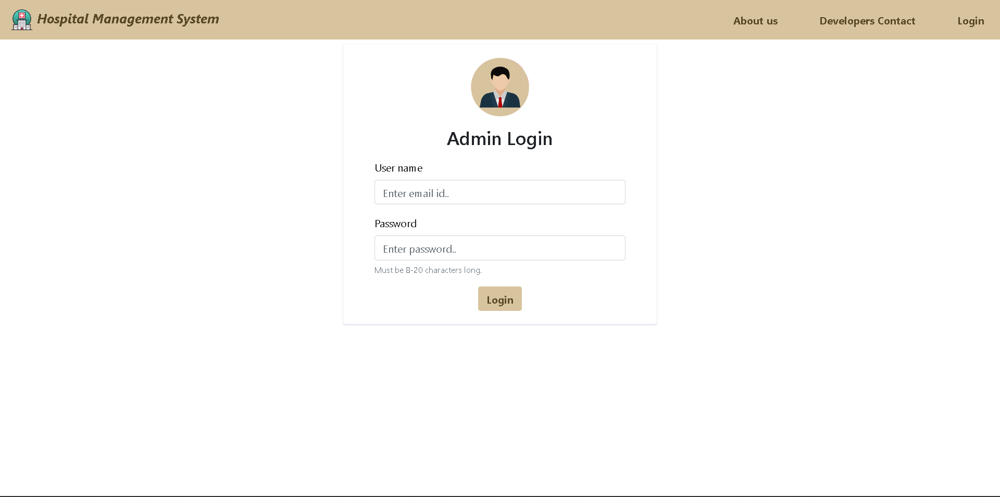 Hospital Management System
About us
Developers Contact
Login
Admin Login
User name
Enter email id..
Password
Enter password..
Must be 8-20 characters long.
Login